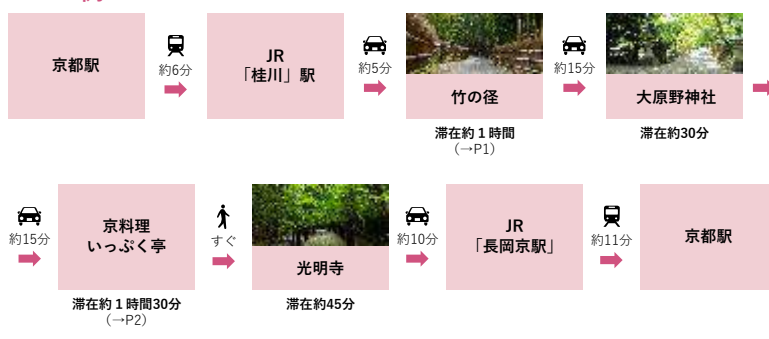 京都駅
約6分
JR
「桂川」駅
約5分
竹の径
滞在約1時間
(→P1)
約15分
大原野神社
滞在約30分
約15分
京料理
いっぷく亭
滞在約1時間30分
(→P2)
すぐ
光明寺
滞在約45分
約10分
JR
「長岡京駅」
約11分
京都駅